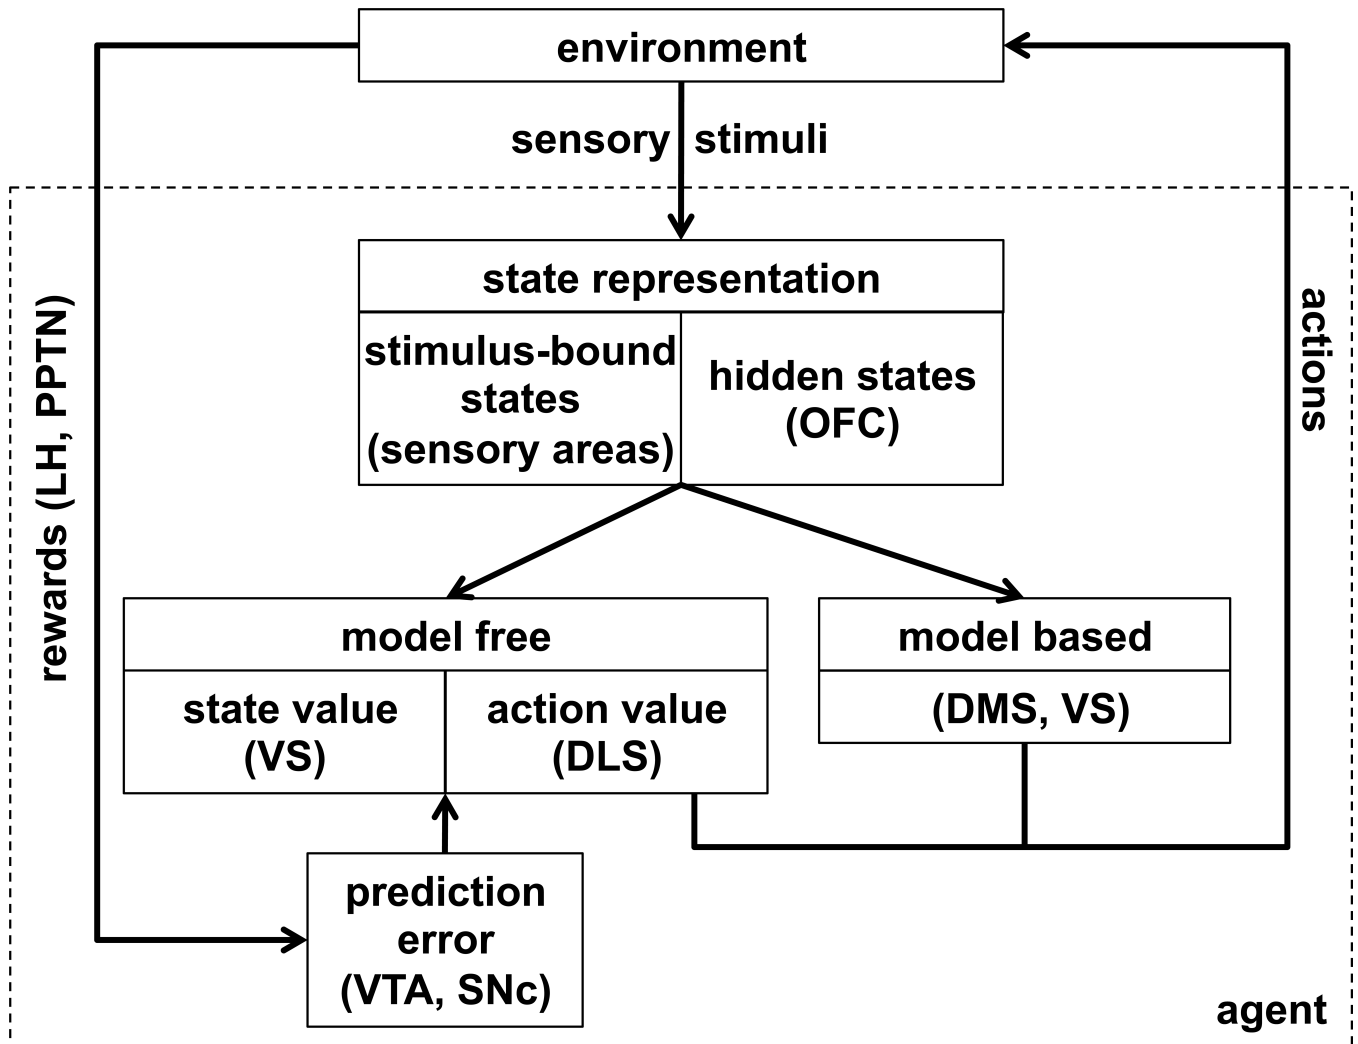 environment
sensory stimuli
state representation
stimulus-bound
states
(sensory areas)
hidden states
(OFC)
rewards (LH, PPTN)
actions
model free
state value
(VS)
action value
(DLS)
model based
(DMS, VS)
prediction
error
(VTA, SNc)
agent